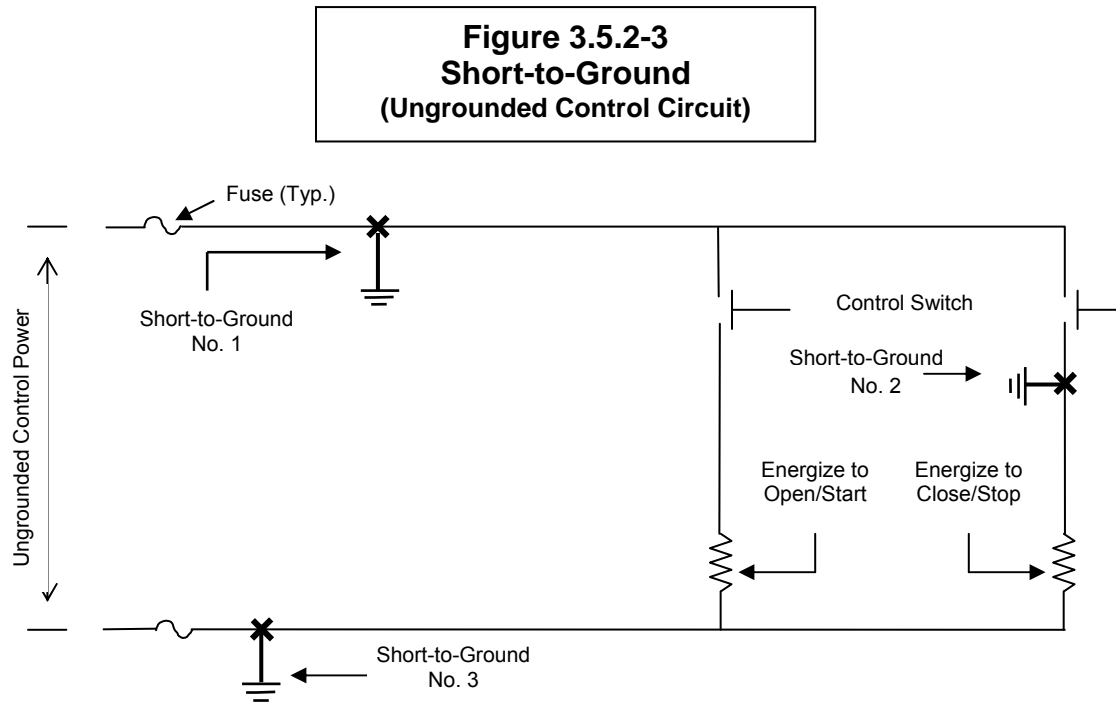 Figure 3.5.2-3
Short-to-Ground
(Ungrounded Control Circuit)
Fuse (Typ.)
Short-to-Ground
No. 1
Ungrounded Control Power
Control Switch
Short-to-Ground
No. 2
Energize to
Open/Start
Energize to
Close/Stop
Short-to-Ground
No. 3